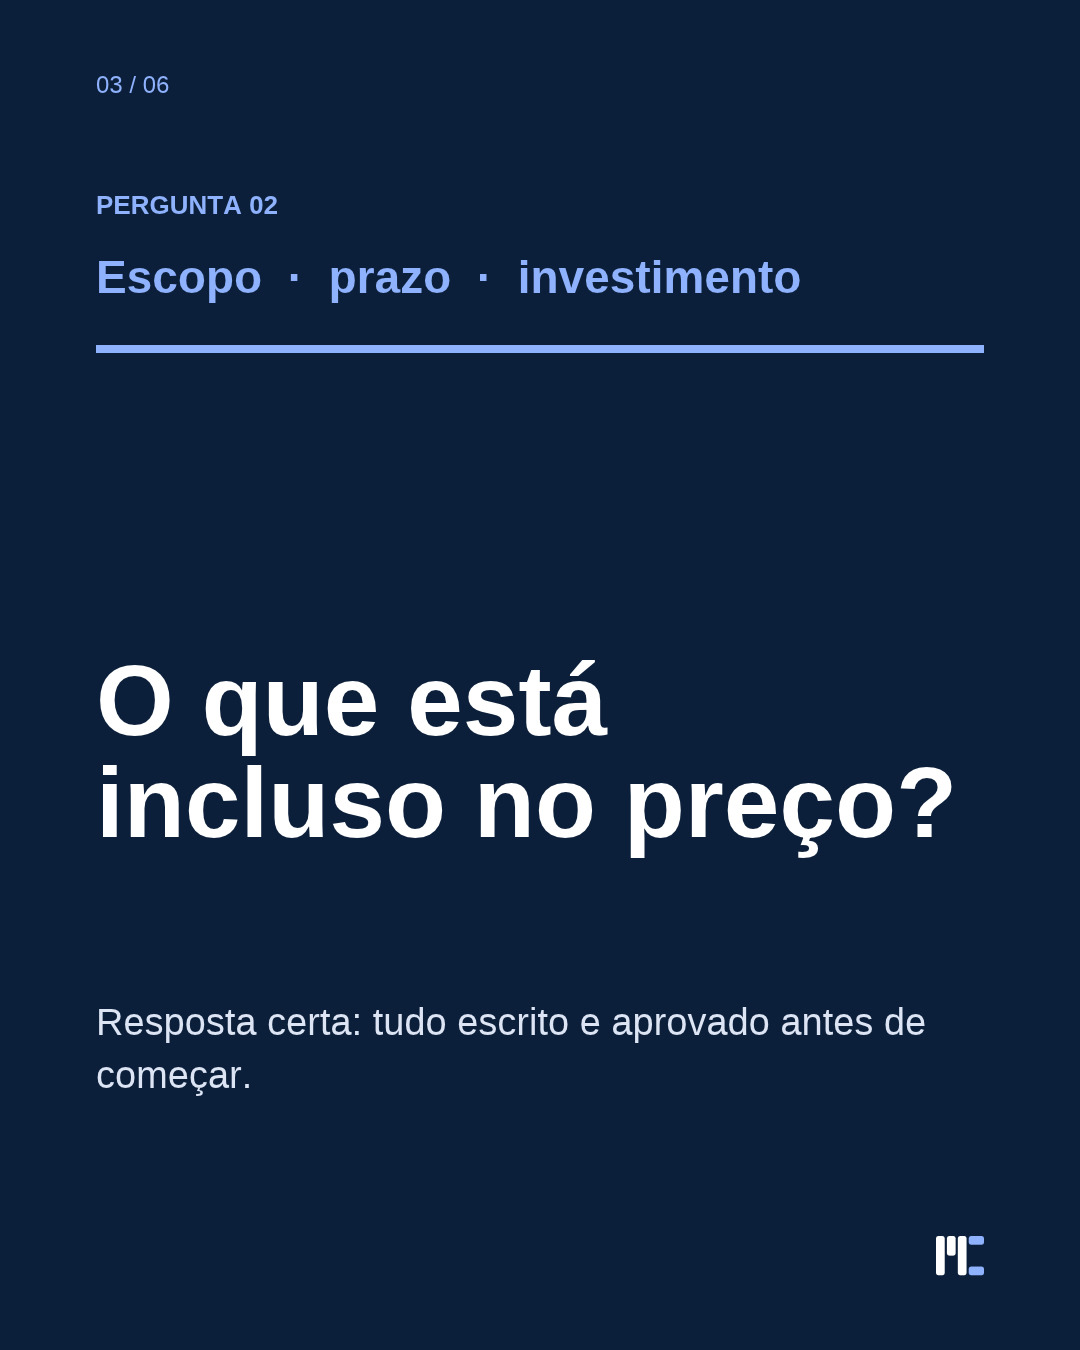 03 / 06
PERGUNTA 02
Escopo · prazo · investimento
O que está
incluso no preço?
Resposta certa: tudo escrito e aprovado antes de
começar.
MC